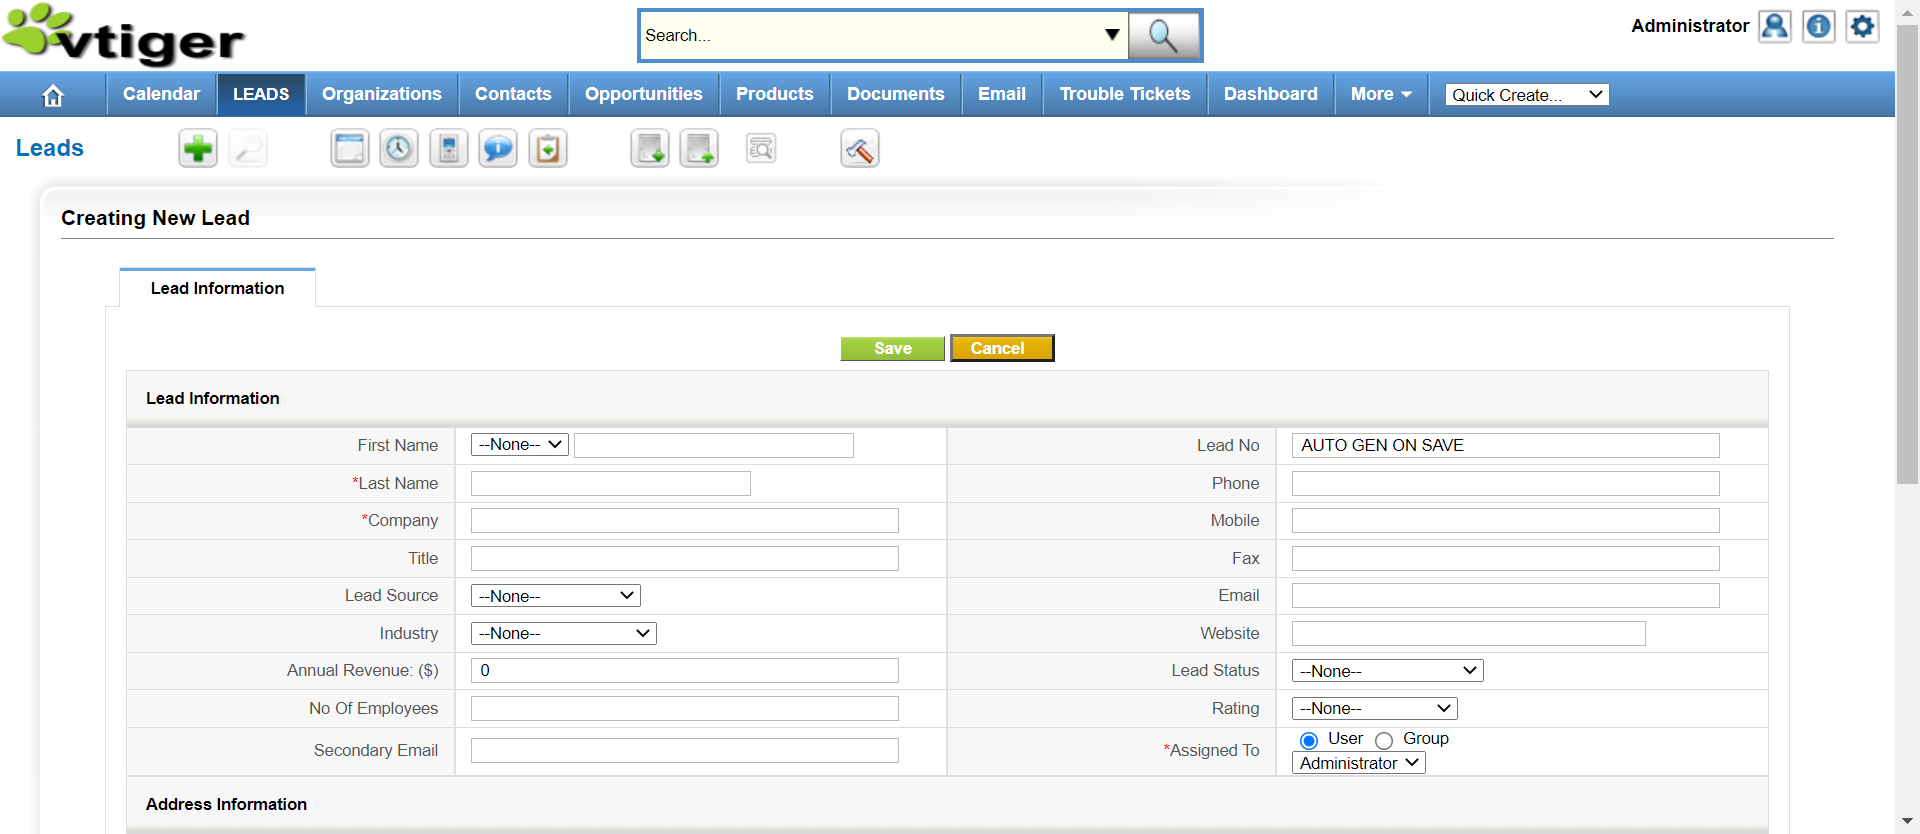 vtiger
Search...
Administrator
Calendar LEADS Organizations Contacts Opportunities Products Documents Email Trouble Tickets Dashboard More Quick Create...
Leads
Creating New Lead
Lead Information
Save Cancel
Lead Information
First Name --None-- Lead No AUTO GEN ON SAVE
*Last Name Phone
*Company Mobile
Title Fax
Lead Source --None-- Email
Industry --None-- Website
Annual Revenue: ($) 0 Lead Status --None--
No Of Employees Rating --None--
Secondary Email *Assigned To User Group
Administrator
Address Information